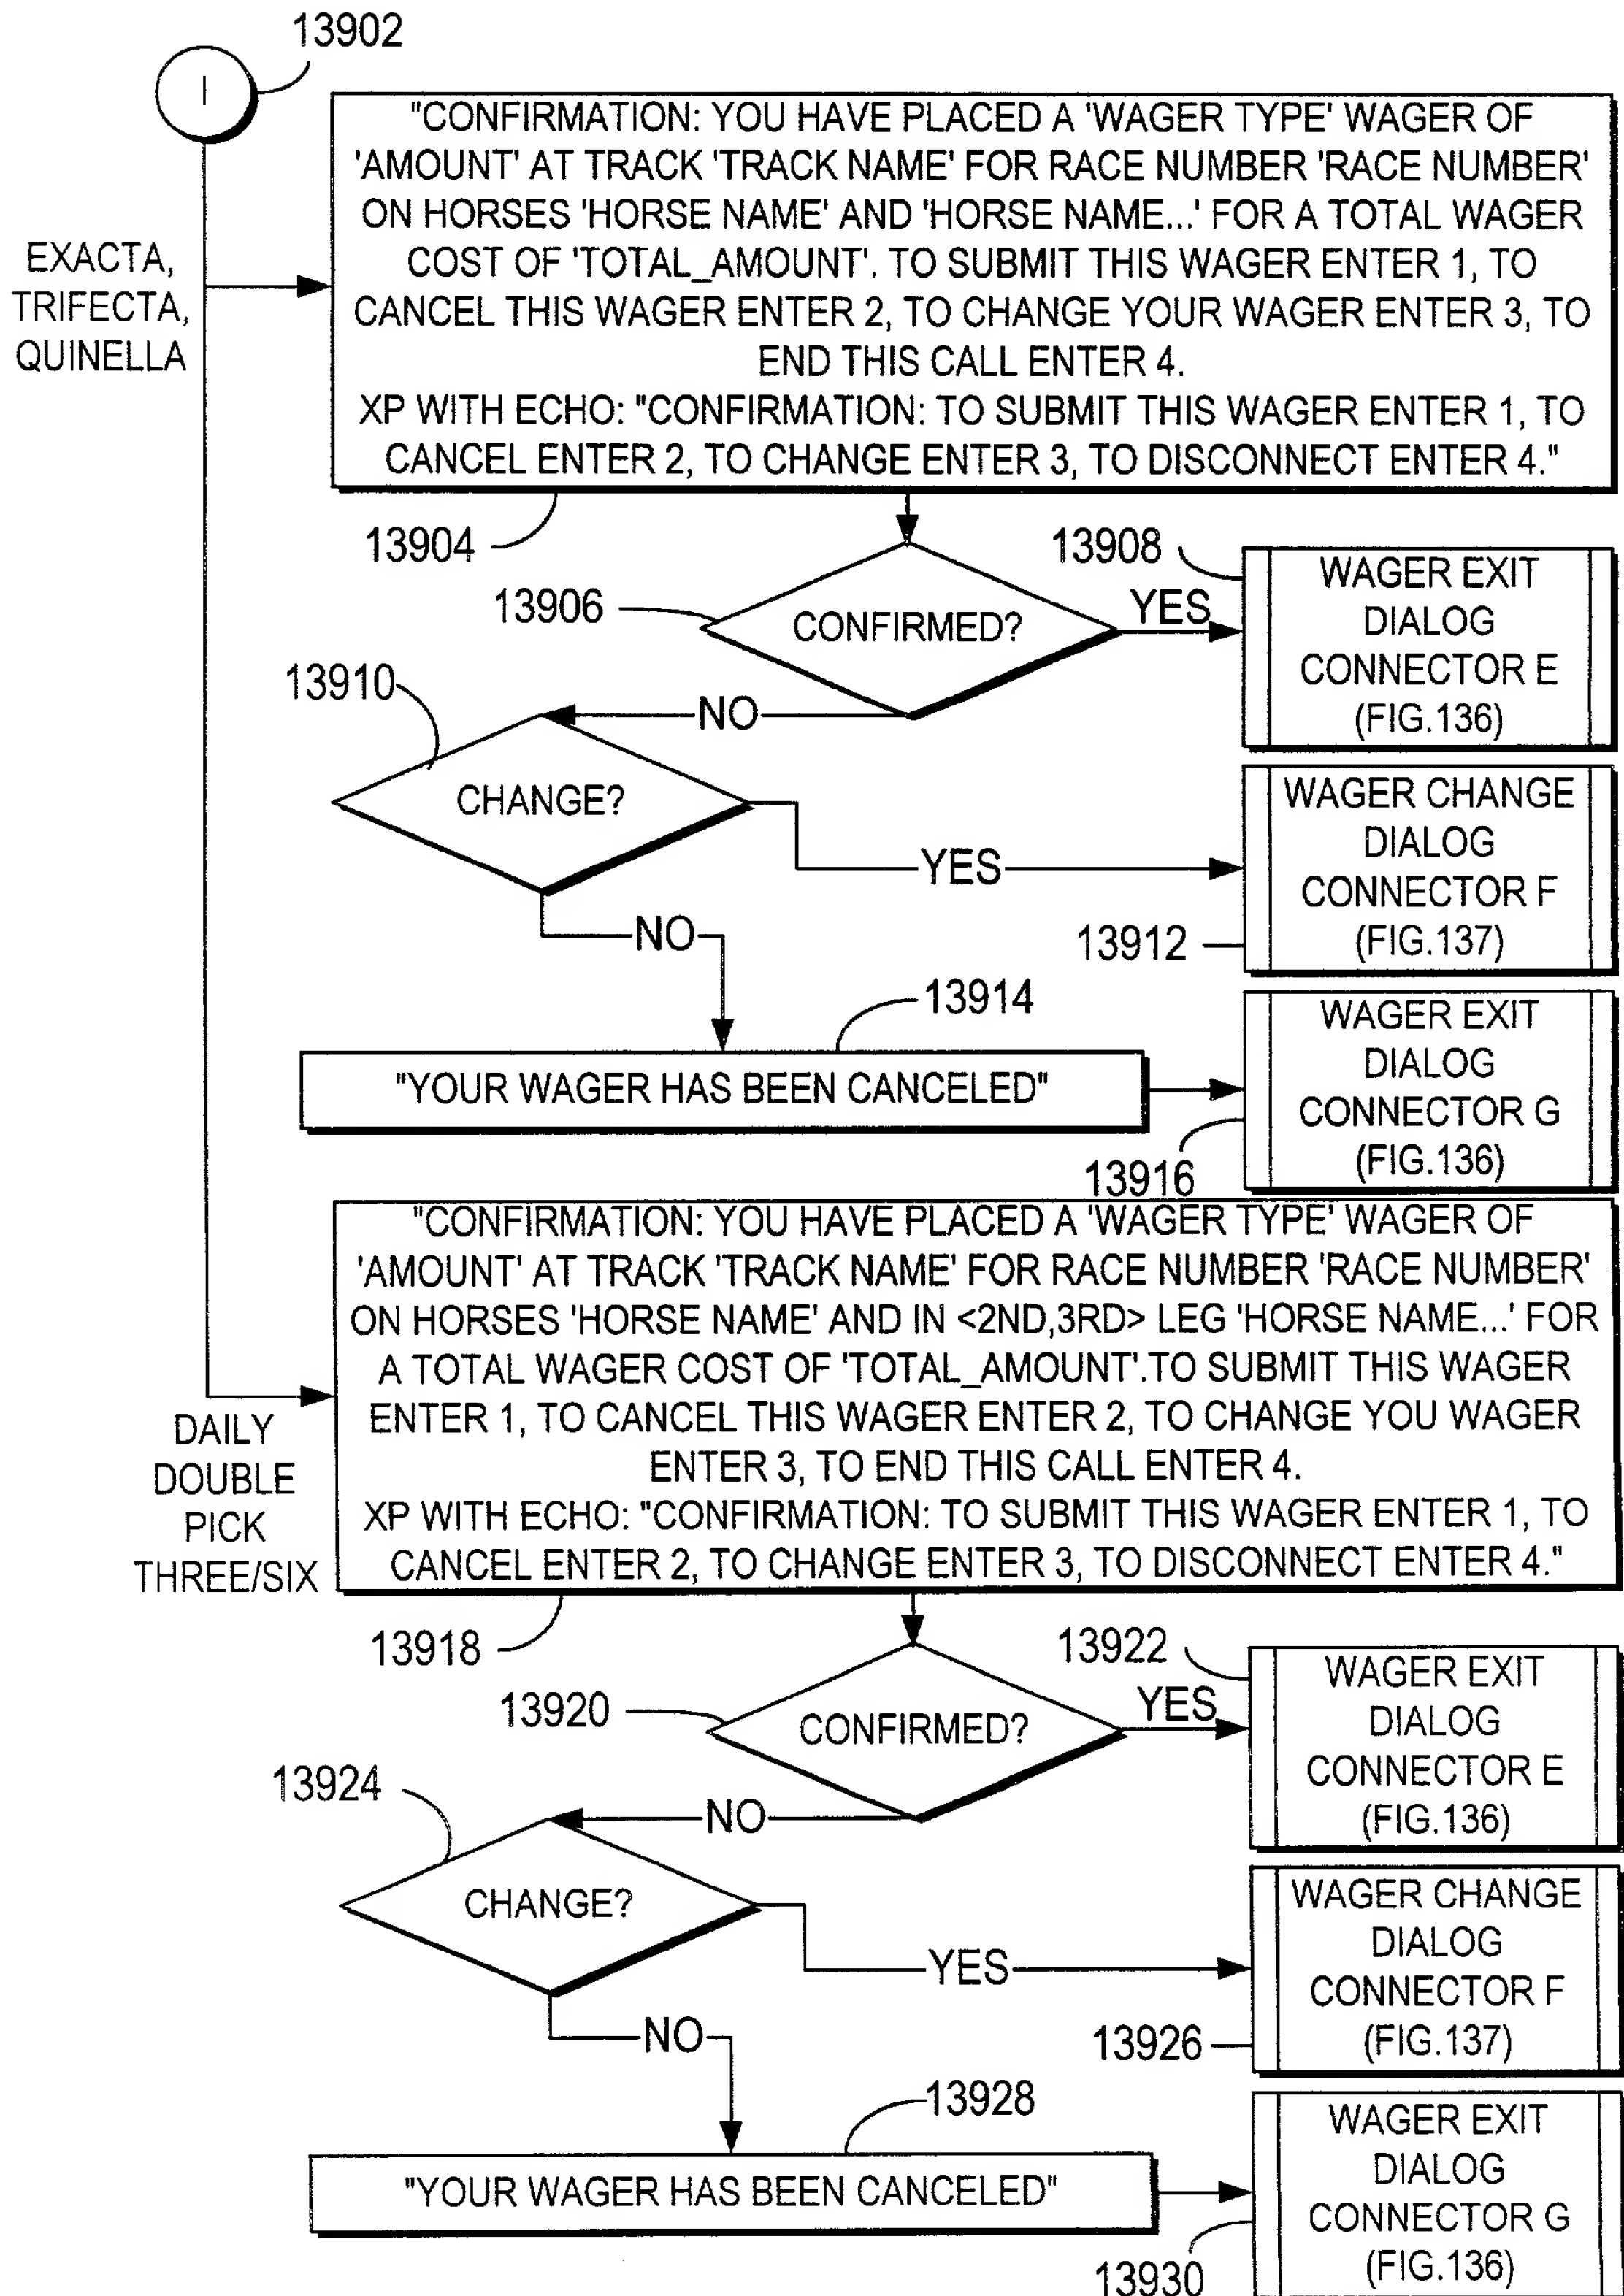 13902
I
"CONFIRMATION: YOU HAVE PLACED A 'WAGER TYPE' WAGER OF
'AMOUNT' AT TRACK 'TRACK NAME' FOR RACE NUMBER 'RACE NUMBER'
ON HORSES 'HORSE NAME' AND 'HORSE NAME...' FOR A TOTAL WAGER
COST OF 'TOTAL_AMOUNT'. TO SUBMIT THIS WAGER ENTER 1, TO
CANCEL THIS WAGER ENTER 2, TO CHANGE YOUR WAGER ENTER 3, TO
END THIS CALL ENTER 4.
XP WITH ECHO: "CONFIRMATION: TO SUBMIT THIS WAGER ENTER 1, TO
CANCEL ENTER 2, TO CHANGE ENTER 3, TO DISCONNECT ENTER 4."
EXACTA,
TRIFECTA,
QUINELLA
13904
13906
CONFIRMED?
YES
13908
WAGER EXIT
DIALOG
CONNECTOR E
(FIG.136)
NO
13910
CHANGE?
YES
WAGER CHANGE
DIALOG
CONNECTOR F
(FIG.137)
13912
NO
13914
"YOUR WAGER HAS BEEN CANCELED"
WAGER EXIT
DIALOG
CONNECTOR G
(FIG.136)
13916
"CONFIRMATION: YOU HAVE PLACED A 'WAGER TYPE' WAGER OF
'AMOUNT' AT TRACK 'TRACK NAME' FOR RACE NUMBER 'RACE NUMBER'
ON HORSES 'HORSE NAME' AND IN <2ND,3RD> LEG 'HORSE NAME...' FOR
A TOTAL WAGER COST OF 'TOTAL_AMOUNT'.TO SUBMIT THIS WAGER
ENTER 1, TO CANCEL THIS WAGER ENTER 2, TO CHANGE YOU WAGER
ENTER 3, TO END THIS CALL ENTER 4.
XP WITH ECHO: "CONFIRMATION: TO SUBMIT THIS WAGER ENTER 1, TO
CANCEL ENTER 2, TO CHANGE ENTER 3, TO DISCONNECT ENTER 4."
DAILY
DOUBLE
PICK
THREE/SIX
13918
13920
CONFIRMED?
YES
13922
WAGER EXIT
DIALOG
CONNECTOR E
(FIG.136)
NO
13924
CHANGE?
YES
WAGER CHANGE
DIALOG
CONNECTOR F
(FIG.137)
13926
NO
13928
"YOUR WAGER HAS BEEN CANCELED"
WAGER EXIT
DIALOG
CONNECTOR G
(FIG.136)
13930